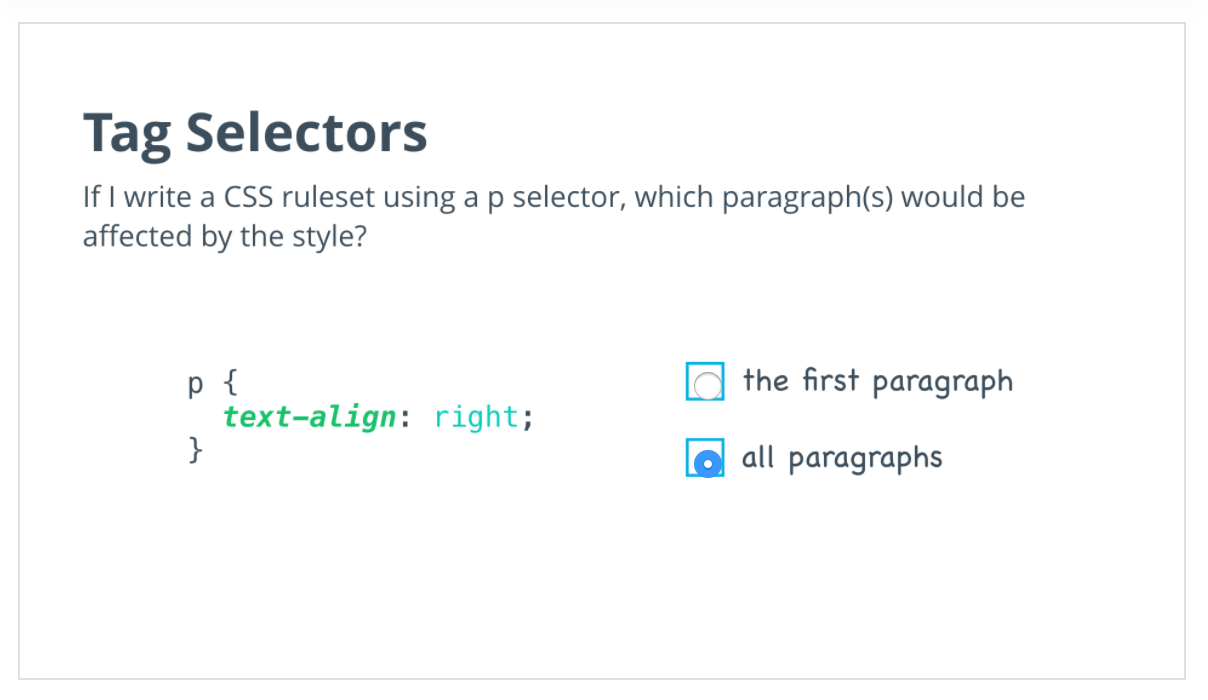 Tag Selectors
If I write a CSS ruleset using a p selector, which paragraph(s) would be
affected by the style?
p {
  text-align: right;
}
the first paragraph
all paragraphs